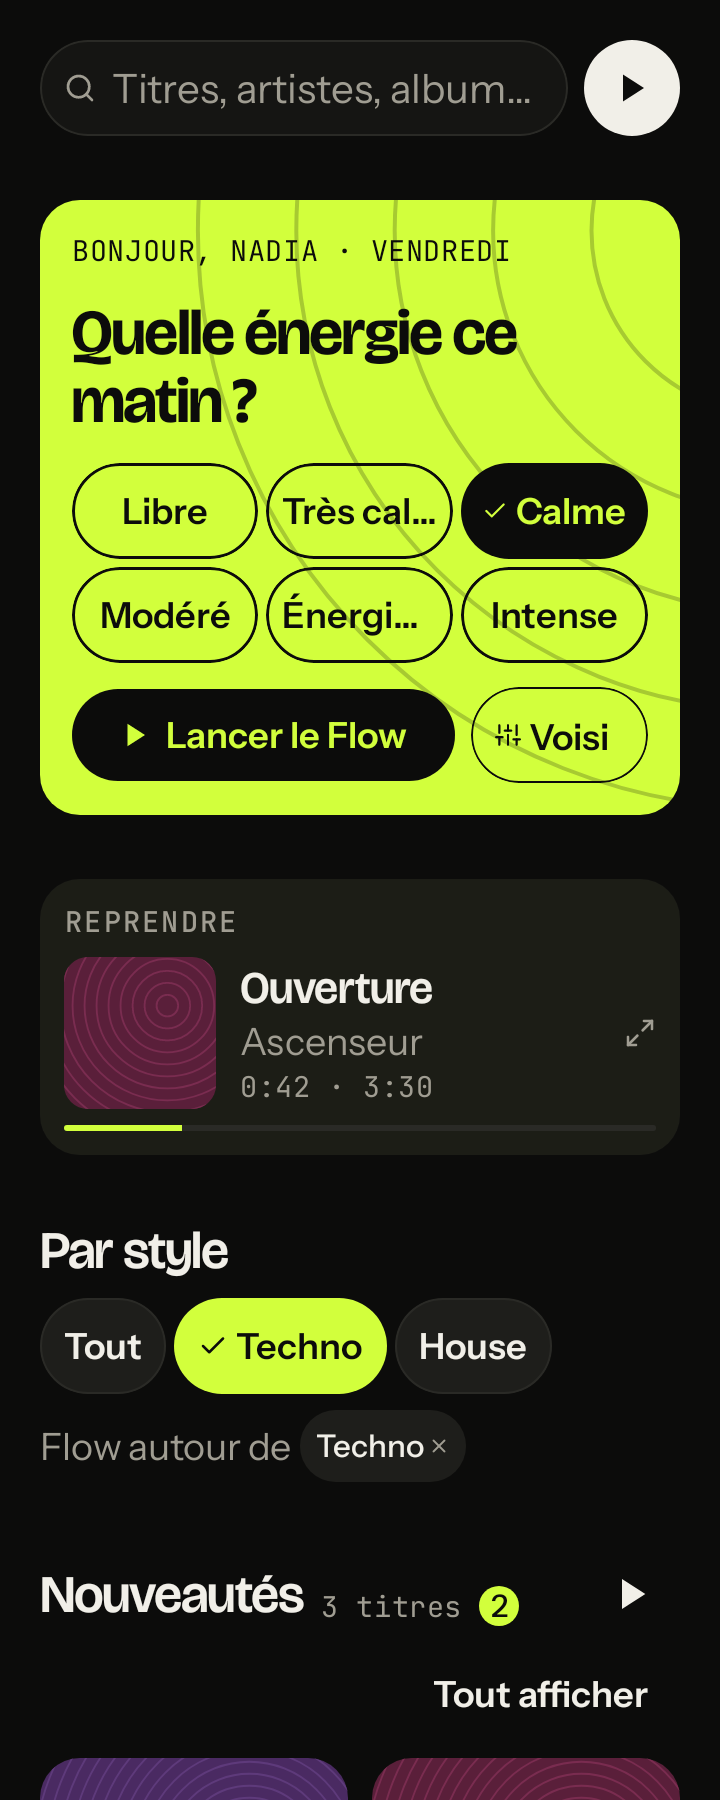 Titres, artistes, album...
BONJOUR, NADIA · VENDREDI
Quelle énergie ce
matin ?
Libre
Très cal...
Calme
Modéré
Énergi...
Intense
Lancer le Flow
Voisi
REPRENDRE
Ouverture
Ascenseur
0:42 · 3:30
Par style
Tout
Techno
House
Flow autour de Techno ×
Nouveautés 3 titres 2
Tout afficher